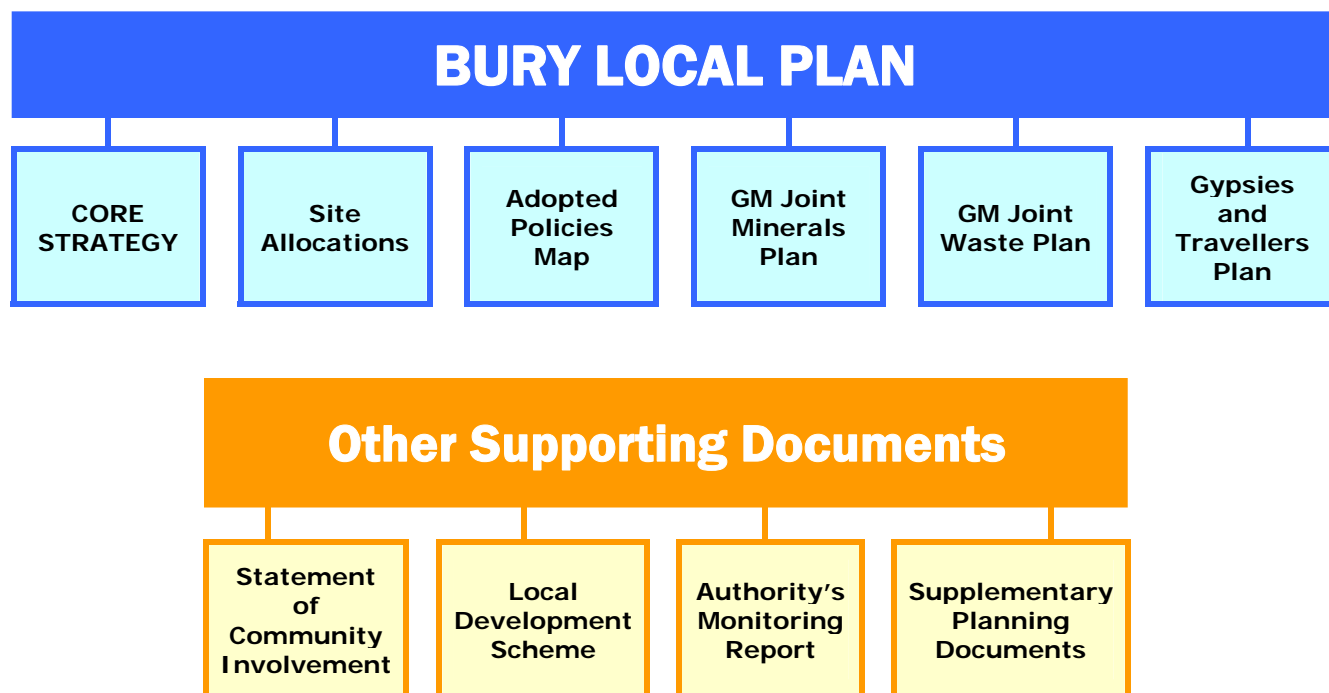 BURY LOCAL PLAN
CORE
STRATEGY
Site
Allocations
Adopted
Policies
Map
GM Joint
Minerals
Plan
GM Joint
Waste Plan
Gypsies
and
Travellers
Plan
Other Supporting Documents
Statement
of
Community
Involvement
Local
Development
Scheme
Authority’s
Monitoring
Report
Supplementary
Planning
Documents